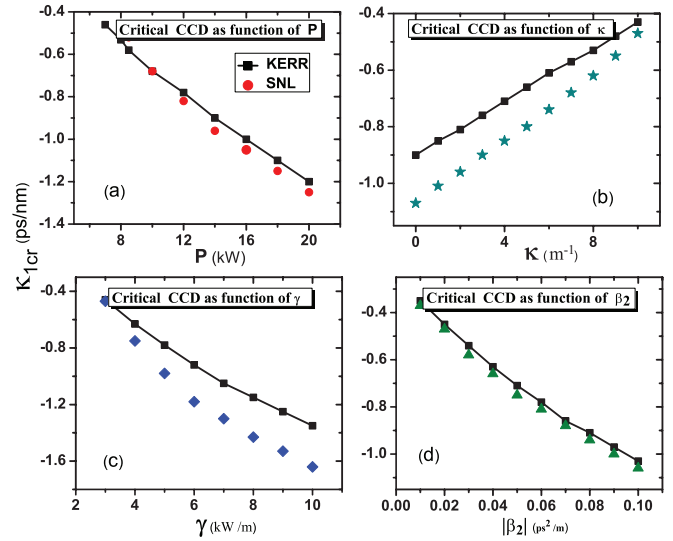 Critical CCD as function of P
KERR
SNL
(a)
-0.4
-0.6
-0.8
-1.0
-1.2
-1.4
8
12
16
20
P (kW)
Critical CCD as function of κ
(b)
-0.4
-0.6
-0.8
-1.0
0
4
8
κ (m⁻¹)
κ1cr (ps/nm)
Critical CCD as function of γ
(c)
-0.4
-0.8
-1.2
-1.6
2
4
6
8
10
γ (kW /m)
Critical CCD as function of β₂
(d)
-0.4
-0.6
-0.8
-1.0
0.00
0.02
0.04
0.06
0.08
0.10
|β₂| (ps²/m)